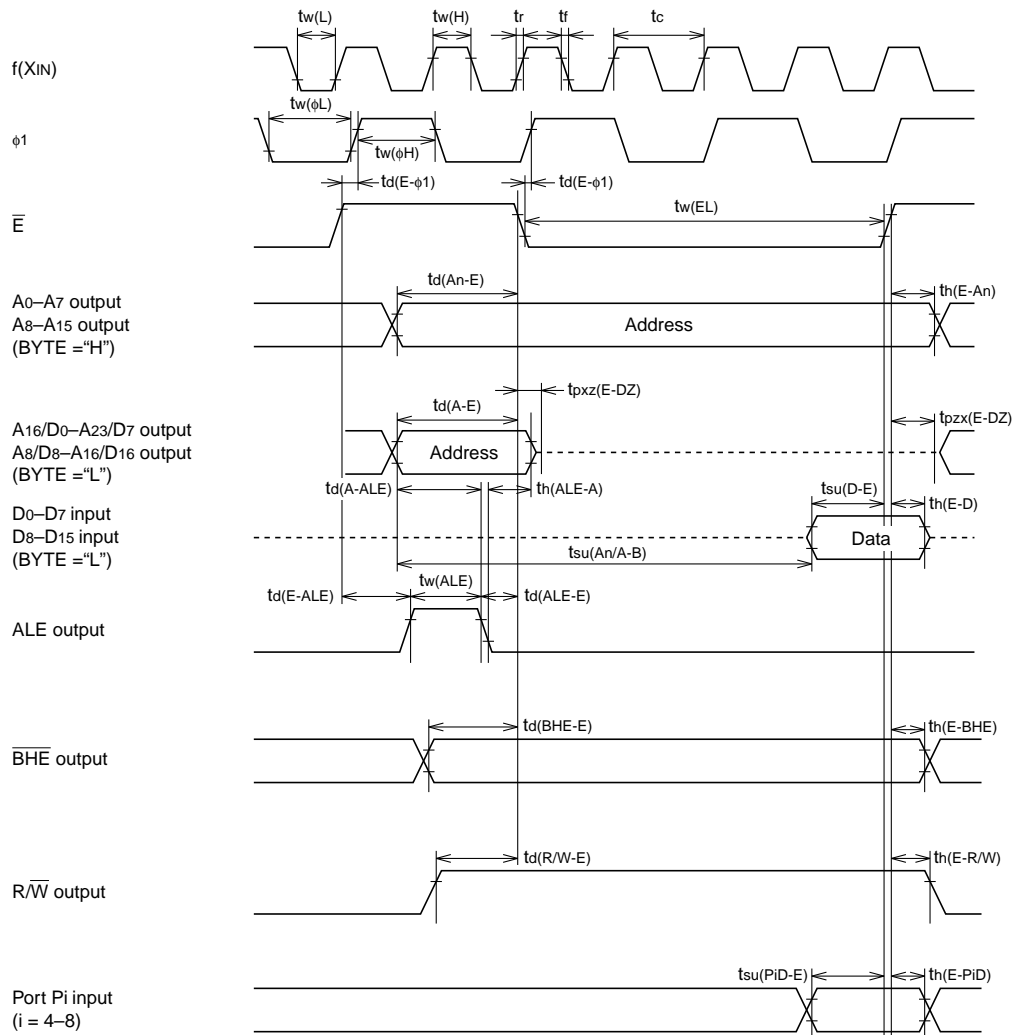 tw(L) tw(H) tr tf tc
f(XIN)
tw(ϕL)
ϕ1
tw(ϕH)
td(E-ϕ1) td(E-ϕ1)
tw(EL)
E
td(An-E) th(E-An)
A0–A7 output
A8–A15 output
(BYTE =“H”)
Address
tpxz(E-DZ)
td(A-E) tpzx(E-DZ)
A16/D0–A23/D7 output
A8/D8–A16/D16 output
(BYTE =“L”)
Address
td(A-ALE) th(ALE-A) tsu(D-E) th(E-D)
D0–D7 input
D8–D15 input
(BYTE =“L”)
Data
tsu(An/A-B)
tw(ALE)
td(E-ALE) td(ALE-E)
ALE output
td(BHE-E) th(E-BHE)
BHE output
td(R/W-E) th(E-R/W)
R/W output
tsu(PiD-E) th(E-PiD)
Port Pi input
(i = 4–8)